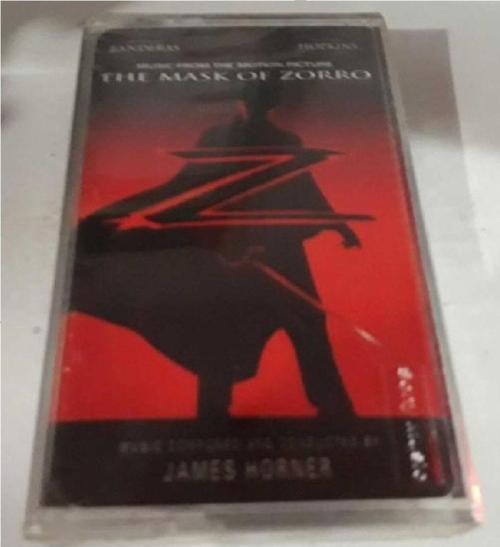 BANDERAS HOPKINS
MUSIC FROM THE MOTION PICTURE
THE MASK OF ZORRO
Z
MUSIC COMPOSED AND CONDUCTED BY
JAMES HORNER